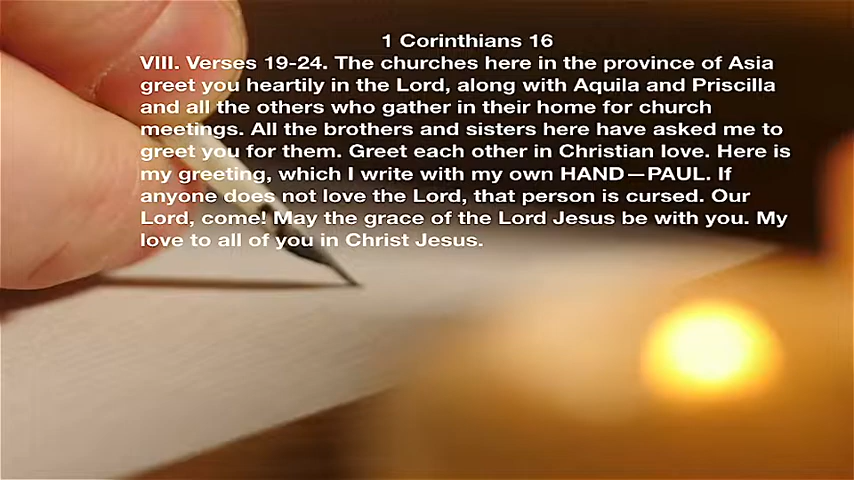 1 Corinthians 16
VIII. Verses 19-24. The churches here in the province of Asia
greet you heartily in the Lord, along with Aquila and Priscilla
and all the others who gather in their home for church
meetings. All the brothers and sisters here have asked me to
greet you for them. Greet each other in Christian love. Here is
my greeting, which I write with my own HAND—PAUL. If
anyone does not love the Lord, that person is cursed. Our
Lord, come! May the grace of the Lord Jesus be with you. My
love to all of you in Christ Jesus.